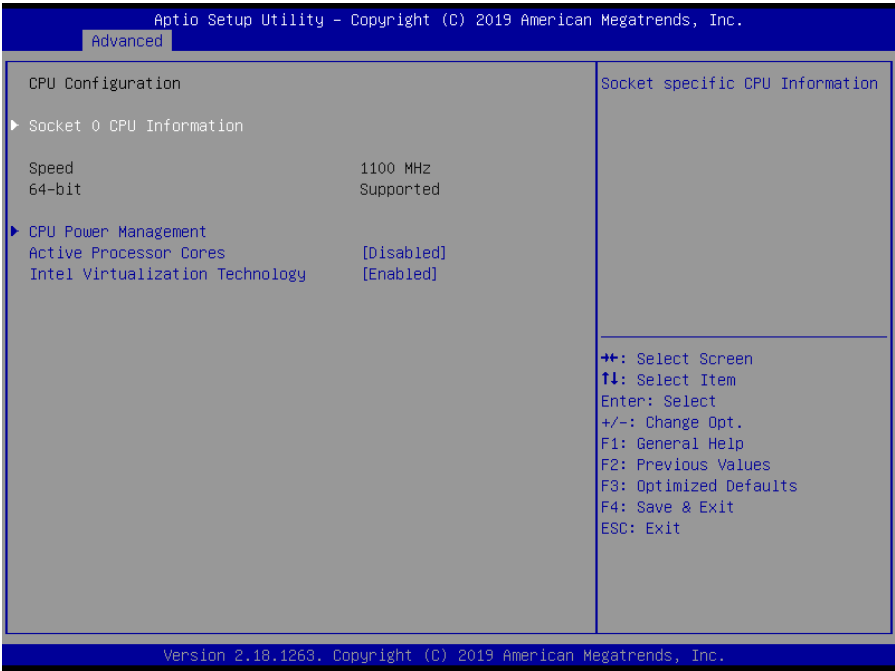 Aptio Setup Utility – Copyright (C) 2019 American Megatrends, Inc.
Advanced
CPU Configuration
Socket specific CPU Information
▶ Socket 0 CPU Information
Speed 1100 MHz
64-bit Supported
▶ CPU Power Management
Active Processor Cores [Disabled]
Intel Virtualization Technology [Enabled]
→←: Select Screen
↑↓: Select Item
Enter: Select
+/-: Change Opt.
F1: General Help
F2: Previous Values
F3: Optimized Defaults
F4: Save & Exit
ESC: Exit
Version 2.18.1263. Copyright (C) 2019 American Megatrends, Inc.